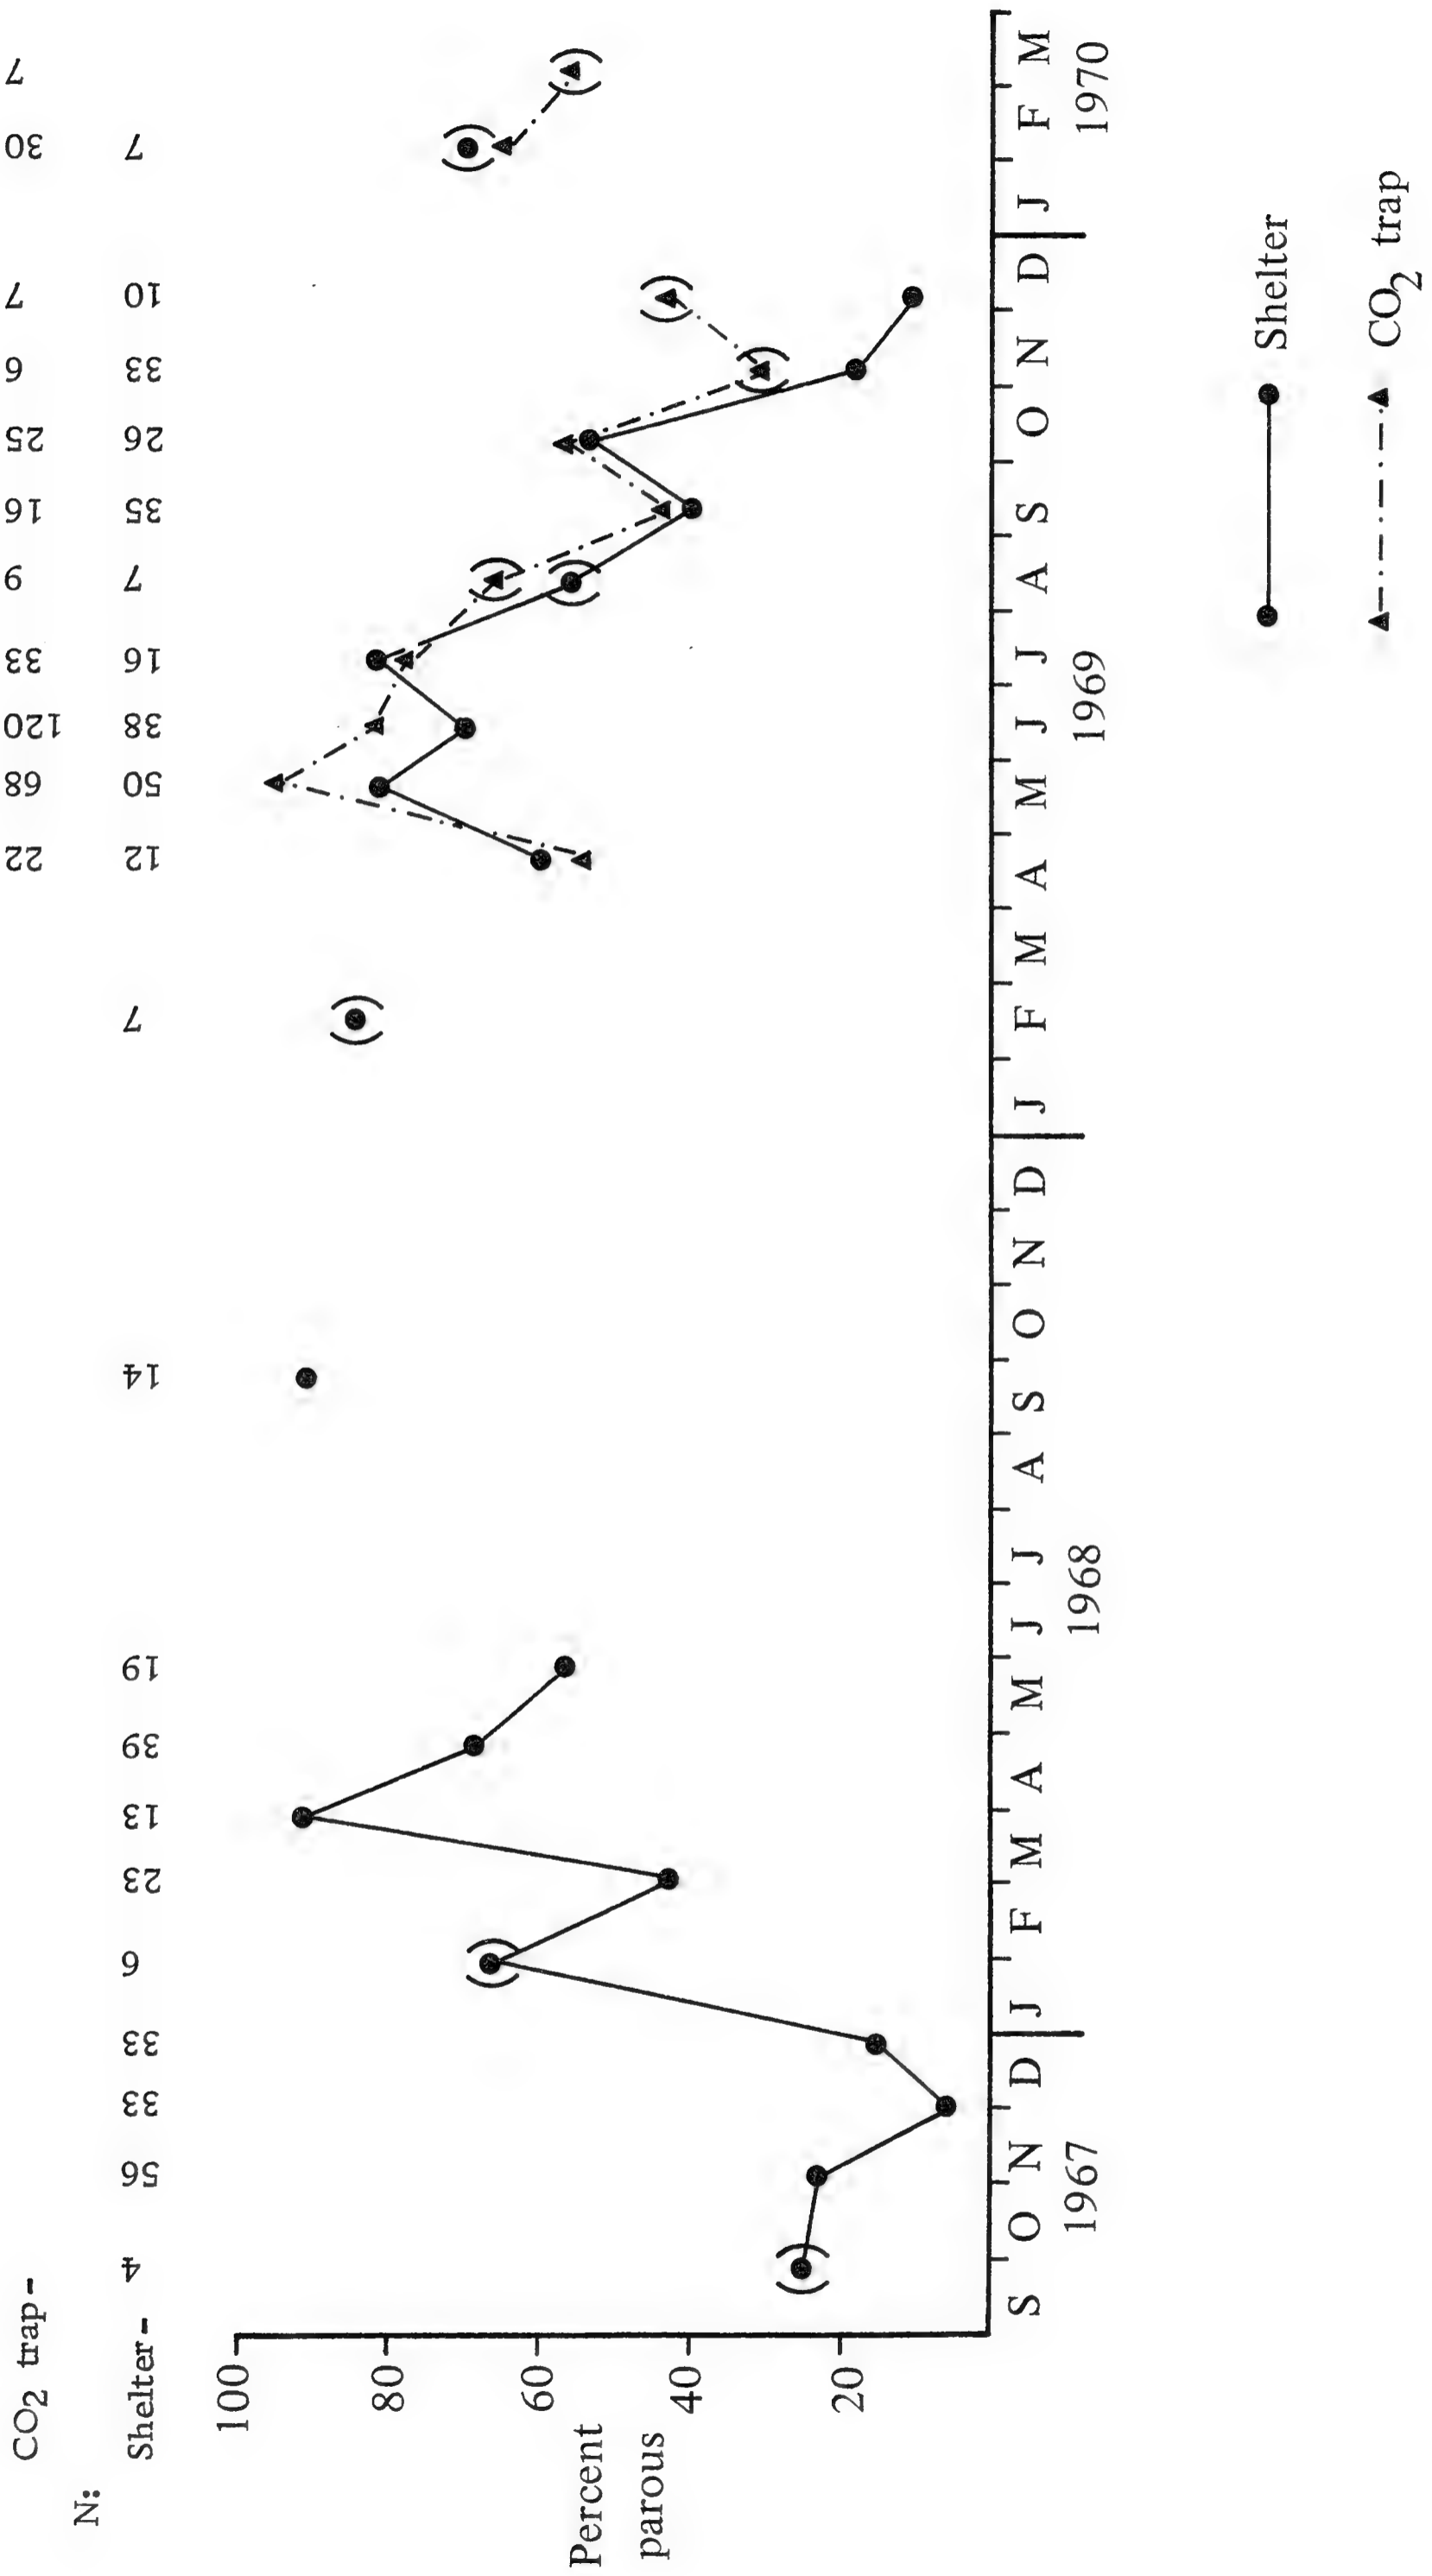 CO2 trap - 22 68 120 33 9 16 25 6 7 30 7
N:
Shelter - 4 56 33 33 6 23 13 39 19 14 7 12 50 38 16 7 35 26 33 10 7
100
80
60
Percent
parous
40
20
S O N D J F M A M J J A S O N D J F M A M J J A S O N D J F M
1967 1968 1969 1970
Shelter
CO2 trap